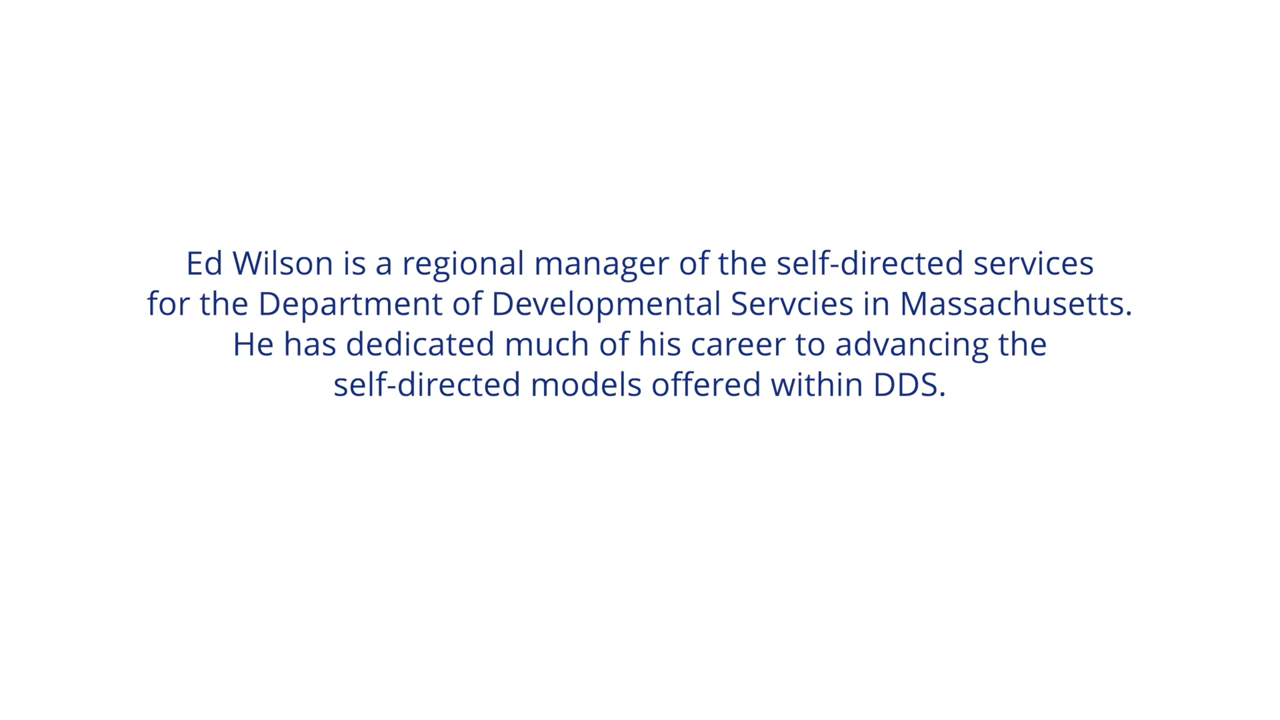 Ed Wilson is a regional manager of the self-directed services
for the Department of Developmental Servcies in Massachusetts.
He has dedicated much of his career to advancing the
self-directed models offered within DDS.